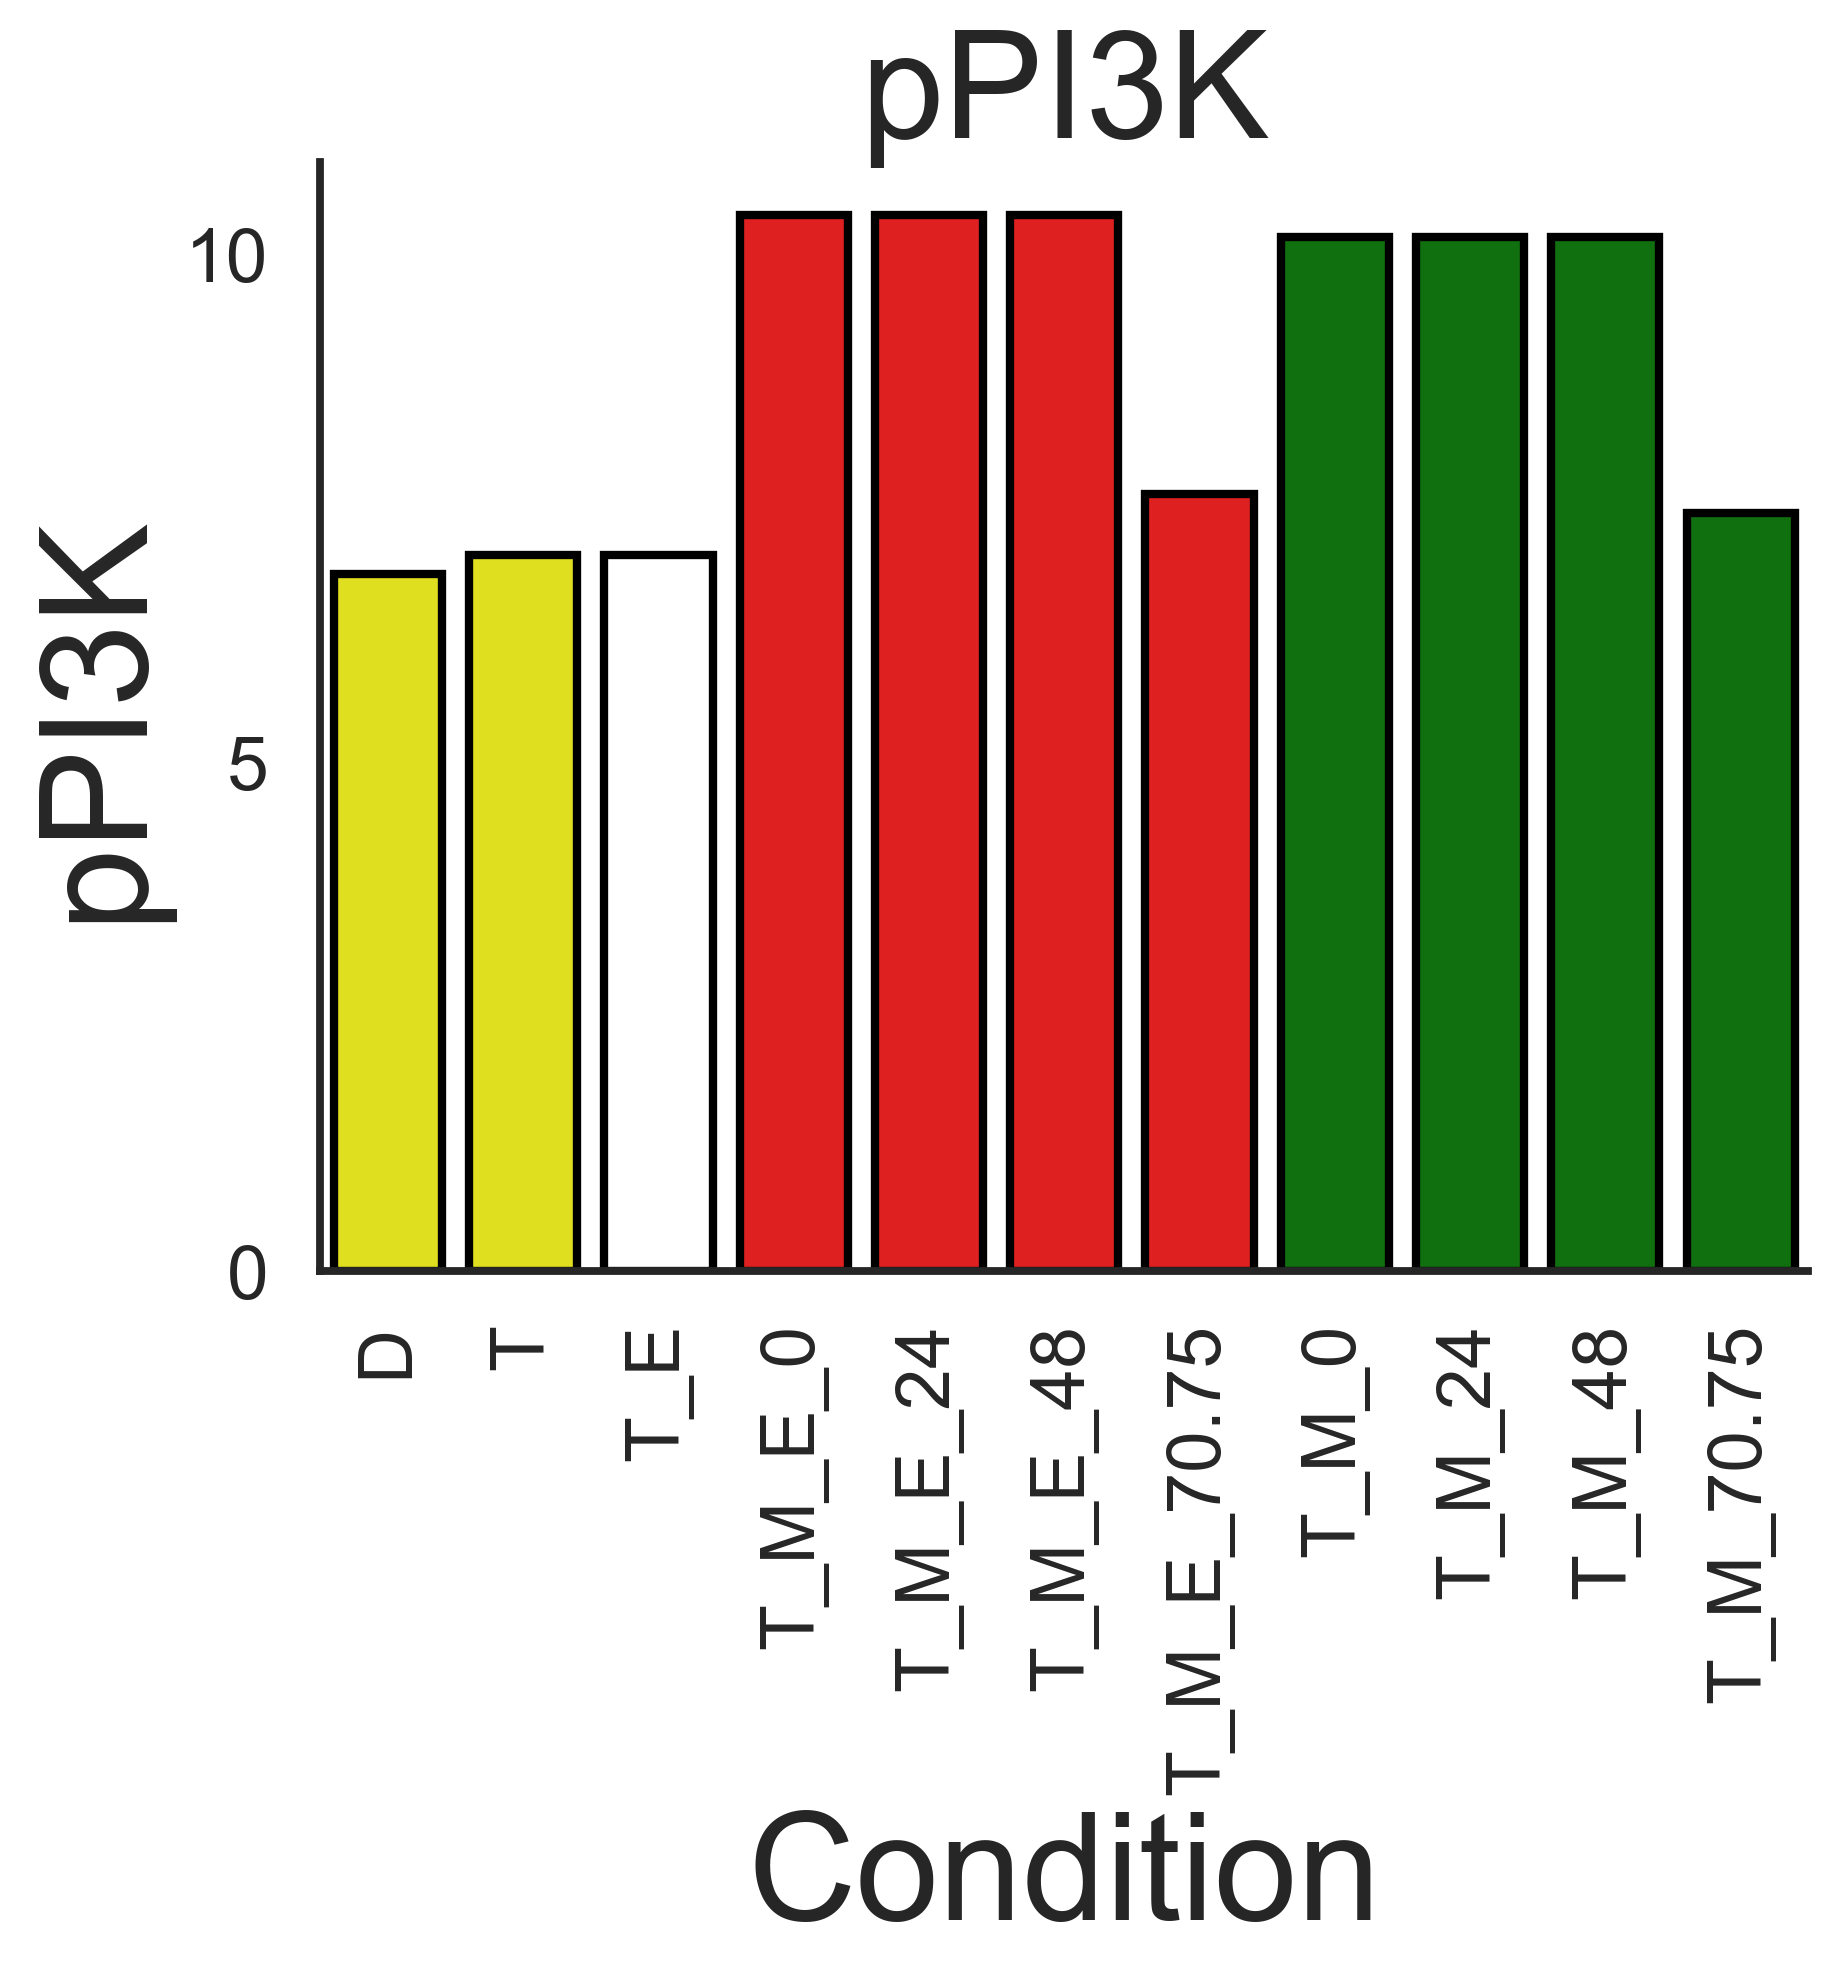 pPI3K
pPI3K
10
5
0
D
T
T_E
T_M_E_0
T_M_E_24
T_M_E_48
T_M_E_70.75
T_M_0
T_M_24
T_M_48
T_M_70.75
Condition